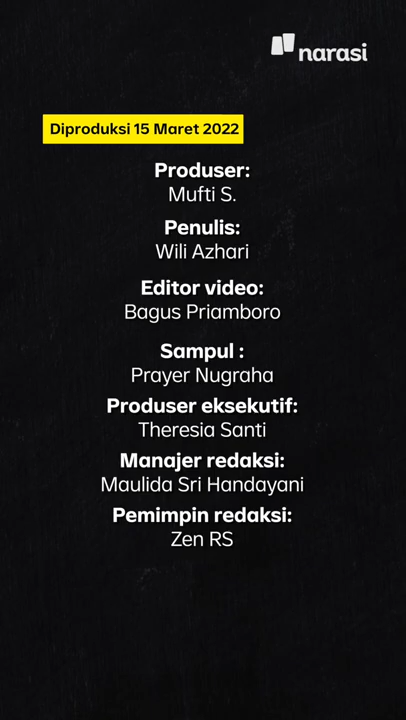 narasi
Diproduksi 15 Maret 2022
Produser:
Mufti S.
Penulis:
Wili Azhari
Editor video:
Bagus Priamboro
Sampul :
Prayer Nugraha
Produser eksekutif:
Theresia Santi
Manajer redaksi:
Maulida Sri Handayani
Pemimpin redaksi:
Zen RS